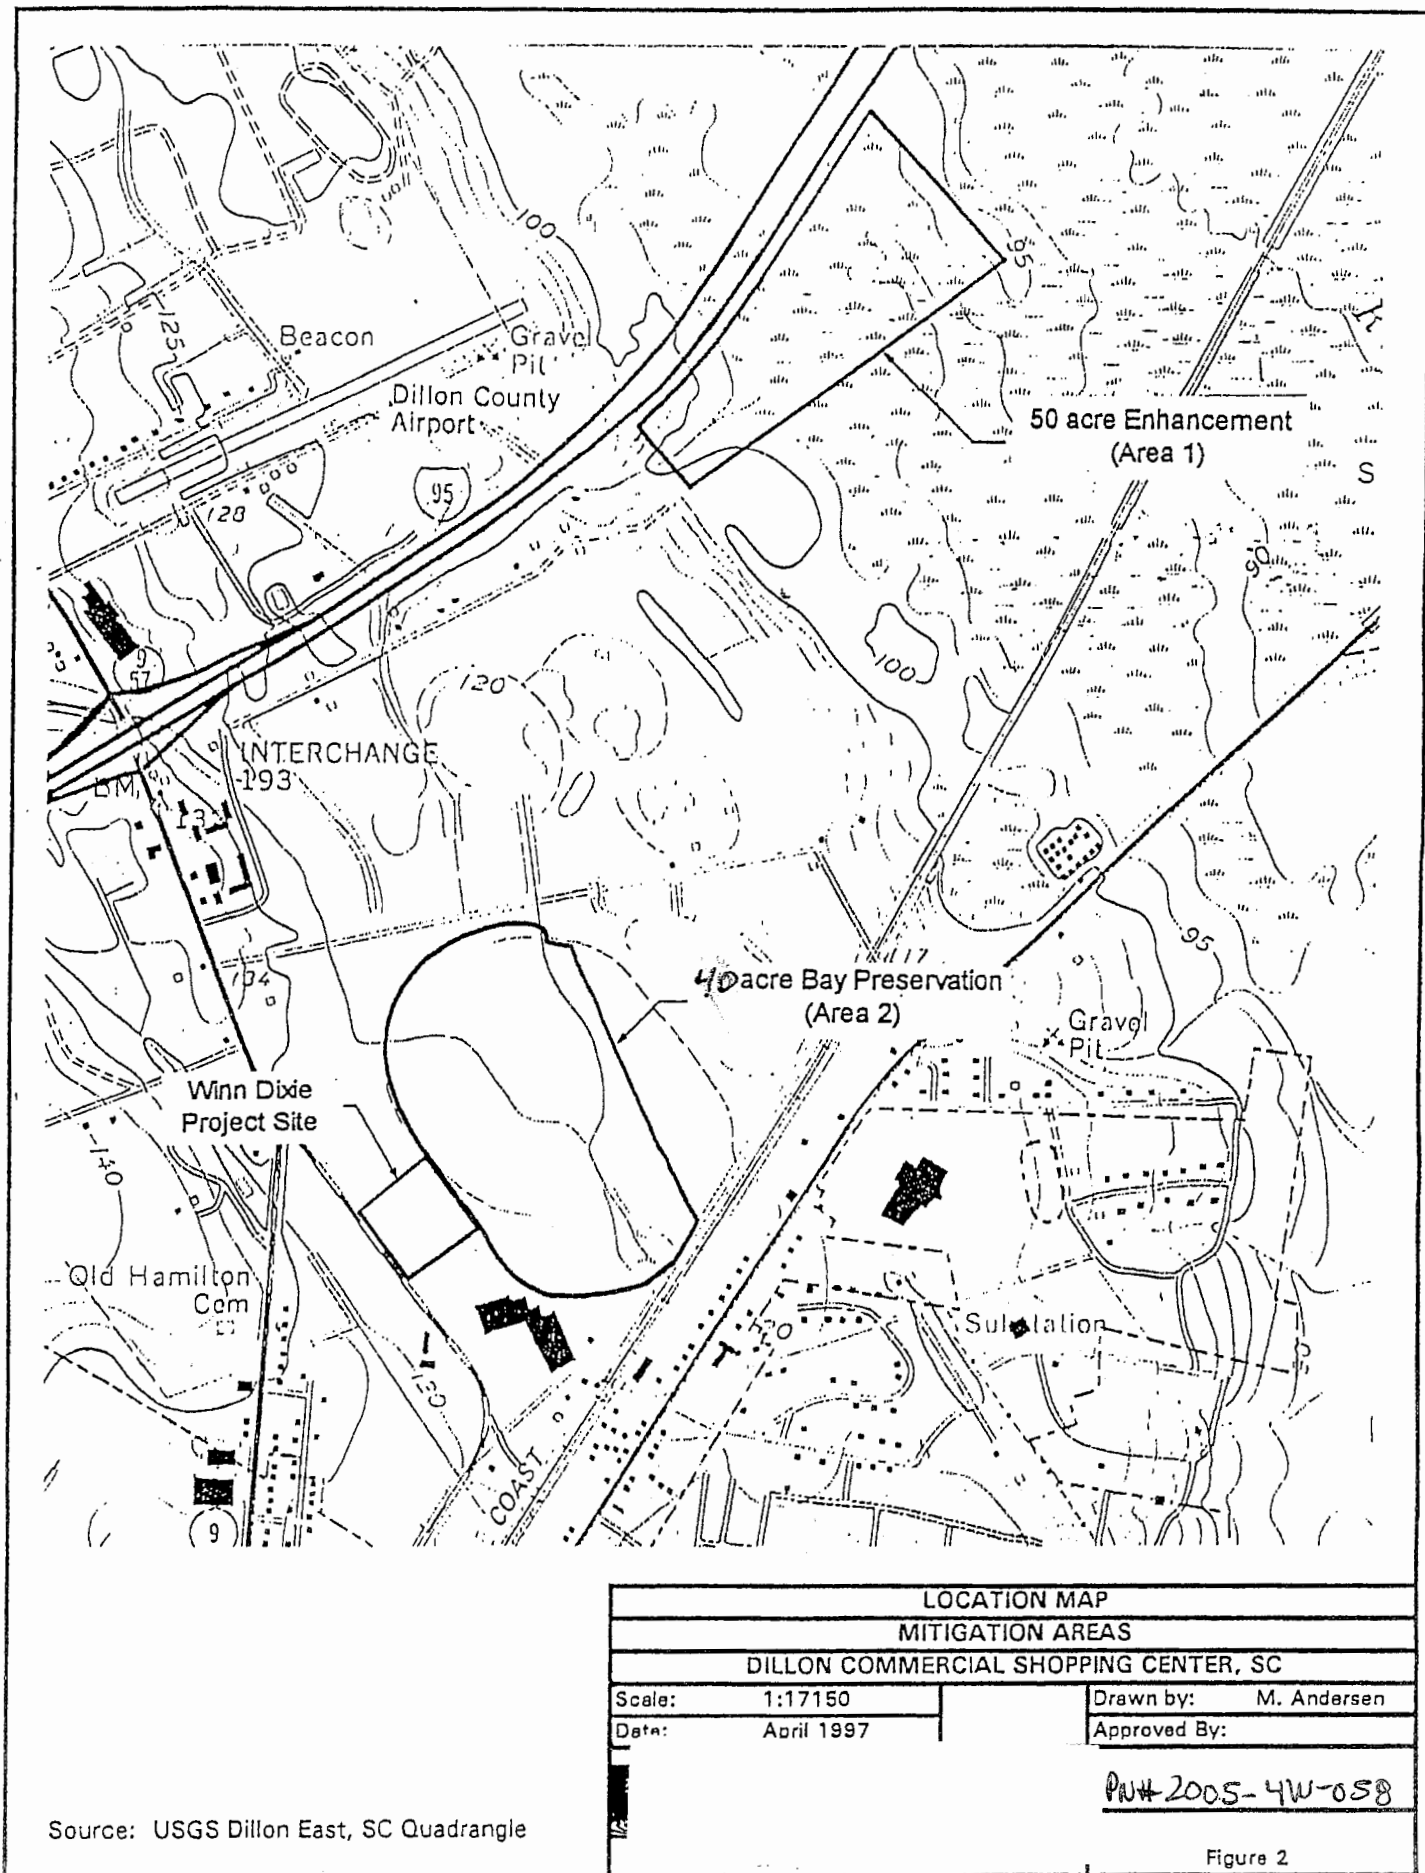 100
95
Beacon
Gravel
Pit
125
Dillon County
Airport
50 acre Enhancement
(Area 1)
S
95
128
90
9
57
100
120
INTERCHANGE
193
BM
95
117
134
40 acre Bay Preservation
(Area 2)
Gravel
Pit
Winn Dixie
Project Site
140
Old Hamilton
Cem
Substation
120
130
COAST
9
LOCATION MAP
MITIGATION AREAS
DILLON COMMERCIAL SHOPPING CENTER, SC
Scale: 1:17150
Drawn by: M. Andersen
Date: April 1997
Approved By:
PN# 2005-4W-058
Source: USGS Dillon East, SC Quadrangle
Figure 2